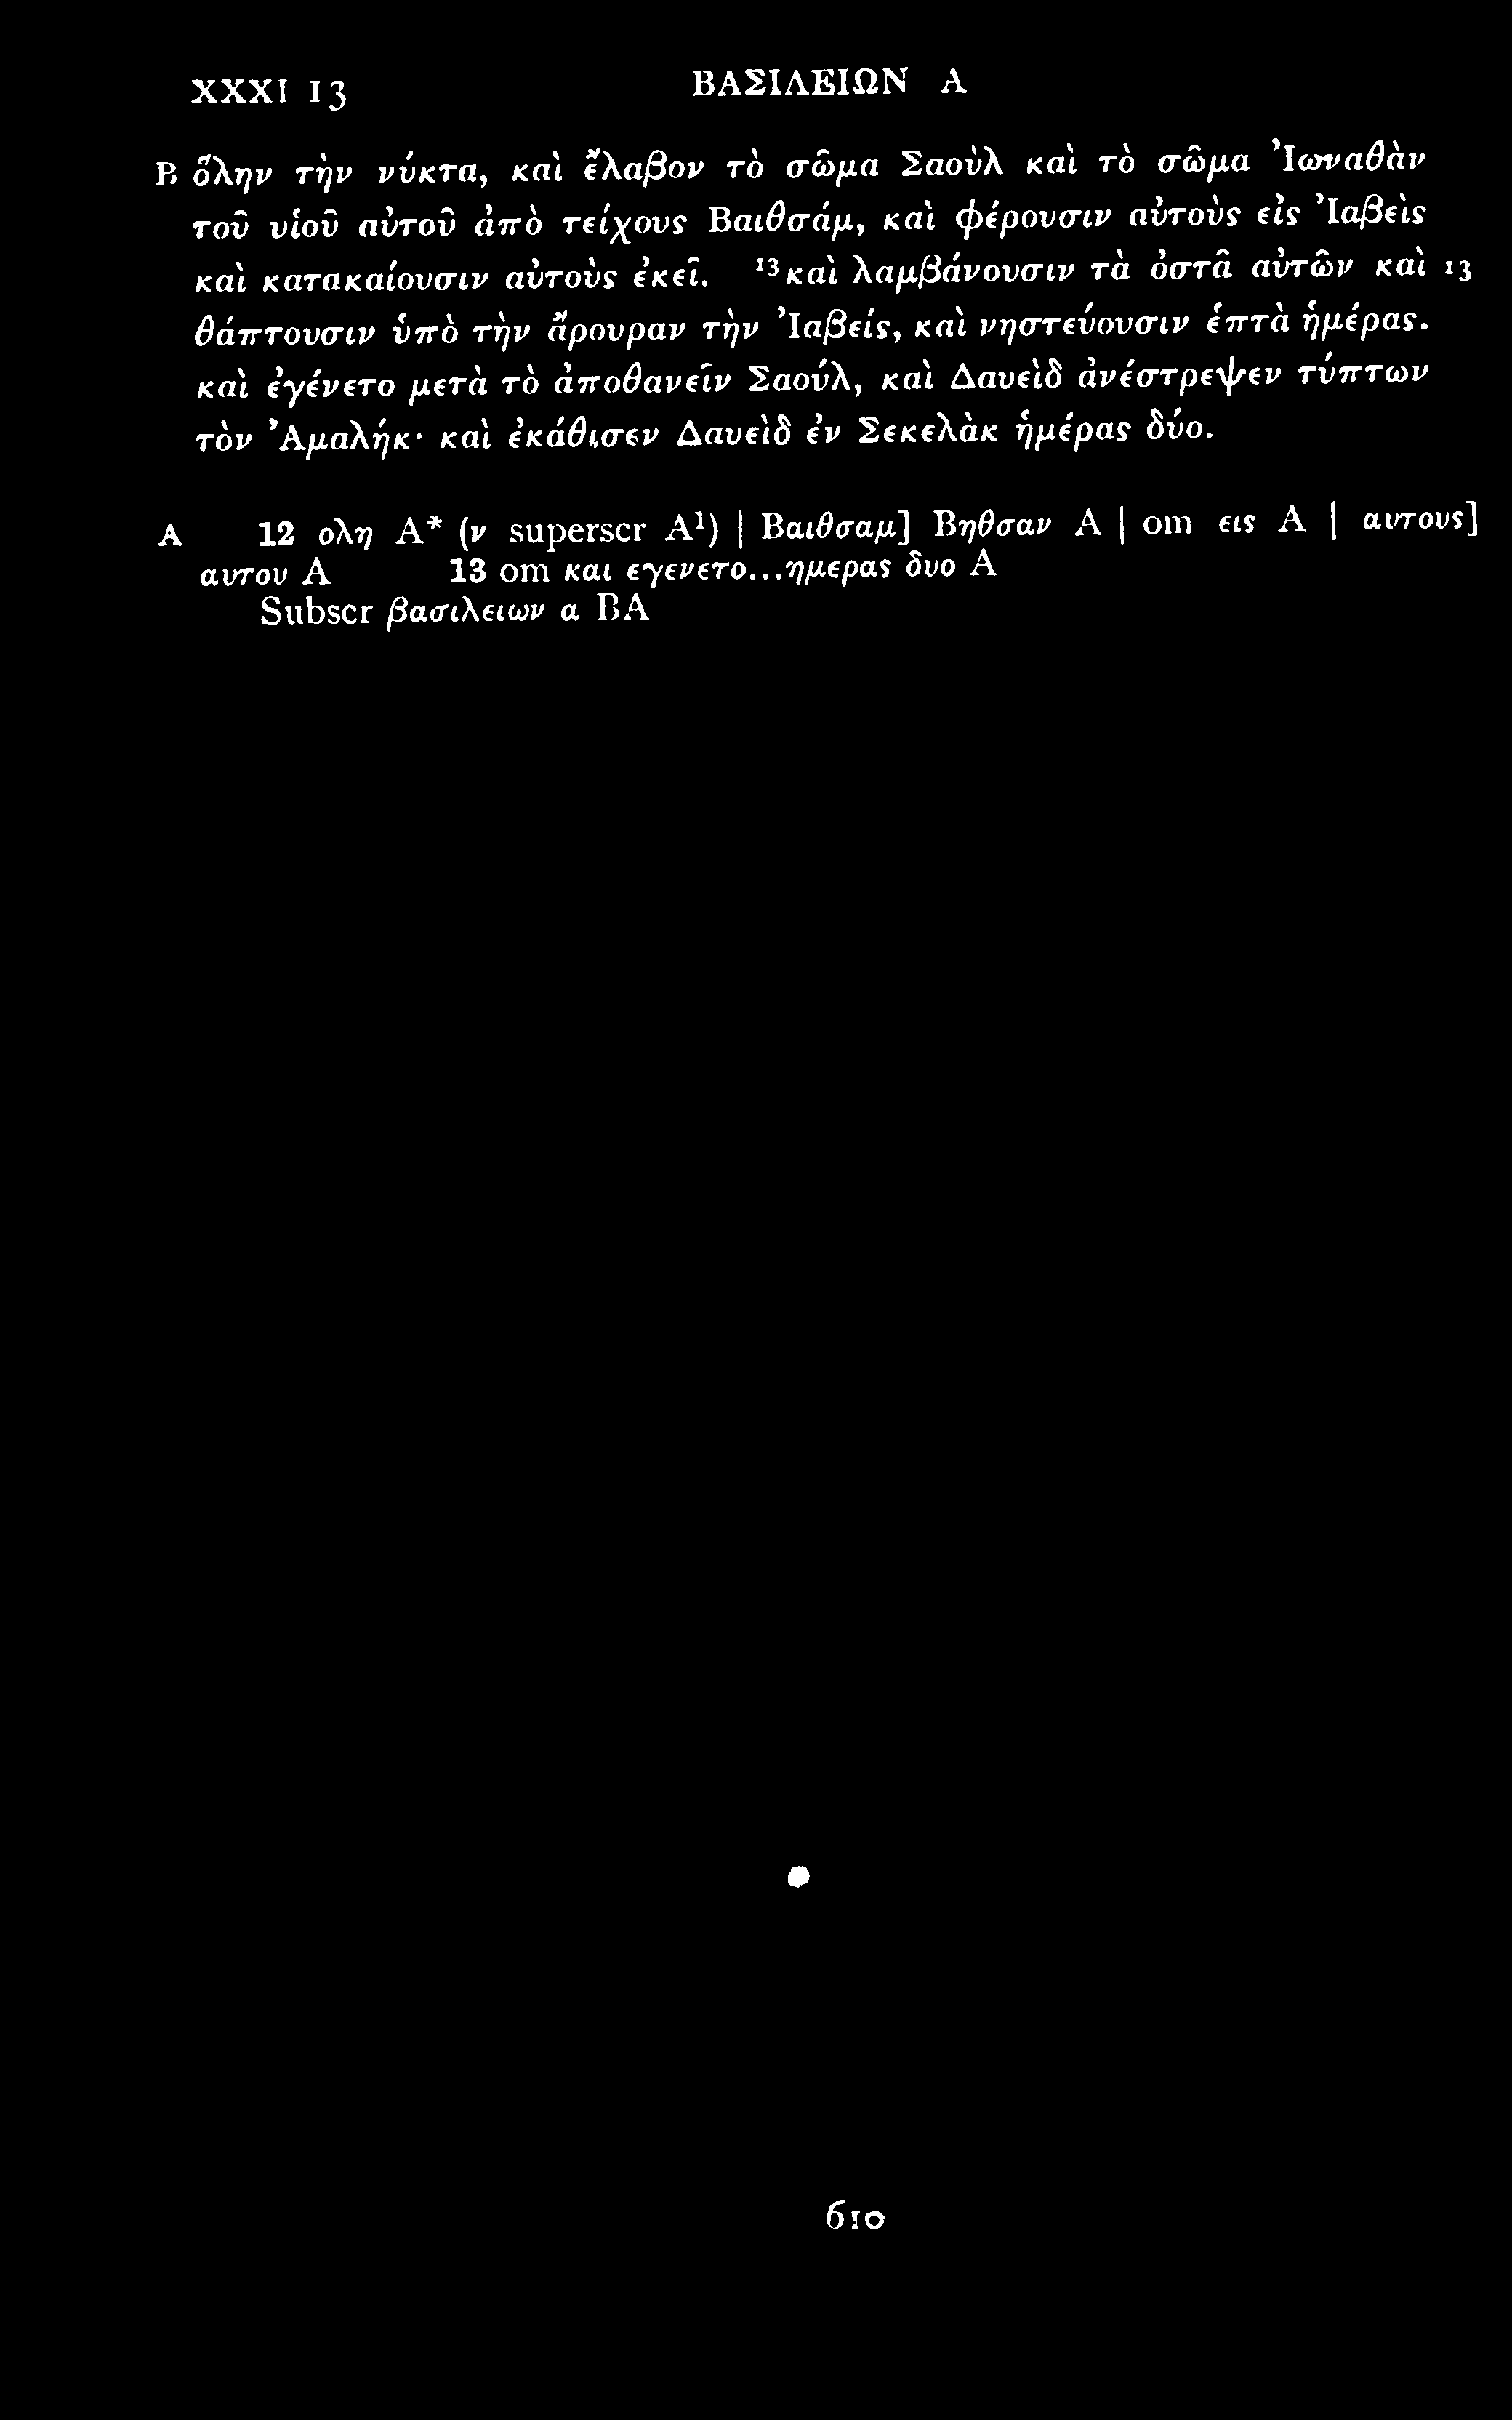 XXXI 13 ΒΑΣΙΛΕΙΩΝ Α
B ὅλην τὴν νύκτα, καὶ ἔλαβον τὸ σῶμα Σαοὺλ καὶ τὸ σῶμα Ἰωναθὰν
τοῦ υἱοῦ αὐτοῦ ἀπὸ τείχους Βαιθσάμ, καὶ φέρουσιν αὐτοὺς εἰς Ἰαβεὶς
καὶ κατακαίουσιν αὐτοὺς ἐκεῖ. ¹³καὶ λαμβάνουσιν τὰ ὀστᾶ αὐτῶν καὶ 13
θάπτουσιν ὑπὸ τὴν ἄρουραν τὴν Ἰαβείς, καὶ νηστεύουσιν ἑπτὰ ἡμέρας.
καὶ ἐγένετο μετὰ τὸ ἀποθανεῖν Σαούλ, καὶ Δαυεὶδ ἀνέστρεψεν τύπτων
τὸν Ἀμαλήκ· καὶ ἐκάθισεν Δαυεὶδ ἐν Σεκελὰκ ἡμέρας δύο.
A 12 ολη A* (ν superscr A¹) | Βαιθσαμ] Βηθσαν A | om εις A | αυτους]
αυτου A 13 om και εγενετο...ημερας δυο A
Subscr βασιλειων α BA
610